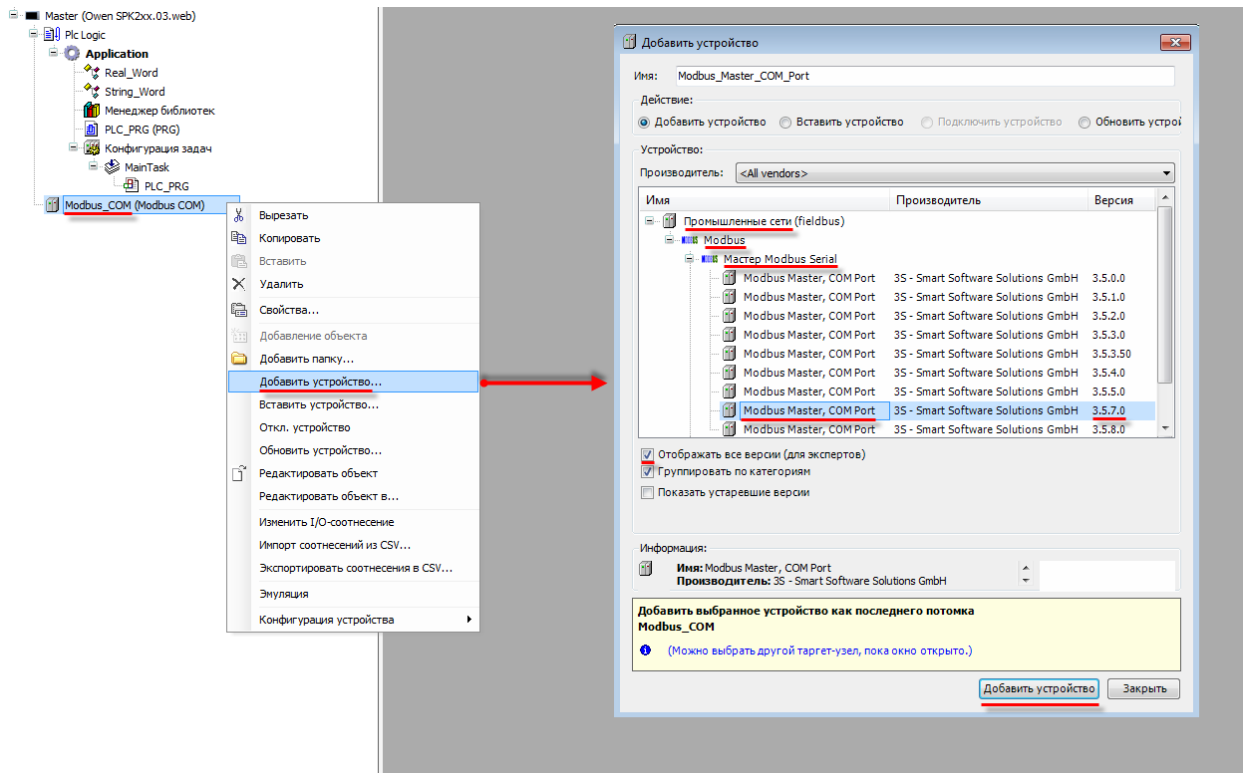 Master (Owen SPK2xx.03.web)
Plc Logic
Application
Real_Word
String_Word
Менеджер библиотек
PLC_PRG (PRG)
Конфигурация задач
MainTask
PLC_PRG
Modbus_COM (Modbus COM)
Вырезать
Копировать
Вставить
Удалить
Свойства...
Добавление объекта
Добавить папку...
Добавить устройство...
Вставить устройство...
Откл. устройство
Обновить устройство...
Редактировать объект
Редактировать объект в...
Изменить I/O-соотнесение
Импорт соотнесений из CSV...
Экспортировать соотнесения в CSV...
Эмуляция
Конфигурация устройства
Добавить устройство
Имя: Modbus_Master_COM_Port
Действие:
Добавить устройство Вставить устройство Подключить устройство Обновить устрой
Устройство:
Производитель: <All vendors>
Имя Производитель Версия
Промышленные сети (fieldbus)
Modbus
Мастер Modbus Serial
Modbus Master, COM Port 3S - Smart Software Solutions GmbH 3.5.0.0
Modbus Master, COM Port 3S - Smart Software Solutions GmbH 3.5.1.0
Modbus Master, COM Port 3S - Smart Software Solutions GmbH 3.5.2.0
Modbus Master, COM Port 3S - Smart Software Solutions GmbH 3.5.3.0
Modbus Master, COM Port 3S - Smart Software Solutions GmbH 3.5.3.50
Modbus Master, COM Port 3S - Smart Software Solutions GmbH 3.5.4.0
Modbus Master, COM Port 3S - Smart Software Solutions GmbH 3.5.5.0
Modbus Master, COM Port 3S - Smart Software Solutions GmbH 3.5.7.0
Modbus Master, COM Port 3S - Smart Software Solutions GmbH 3.5.8.0
Отображать все версии (для экспертов)
Группировать по категориям
Показать устаревшие версии
Информация:
Имя: Modbus Master, COM Port
Производитель: 3S - Smart Software Solutions GmbH
Добавить выбранное устройство как последнего потомка
Modbus_COM
(Можно выбрать другой таргет-узел, пока окно открыто.)
Добавить устройство Закрыть